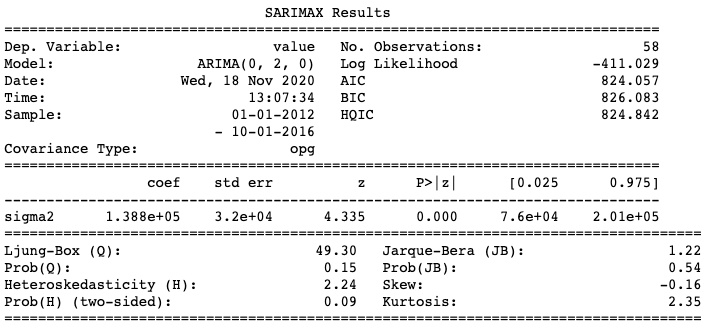 SARIMAX Results
==============================================================================
Dep. Variable:                  value   No. Observations:                   58
Model:                 ARIMA(0, 2, 0)   Log Likelihood                -411.029
Date:                Wed, 18 Nov 2020   AIC                            824.057
Time:                        13:07:34   BIC                            826.083
Sample:                    01-01-2012   HQIC                           824.842
                         - 10-01-2016
Covariance Type:                  opg
==============================================================================
                 coef    std err          z      P>|z|      [0.025      0.975]
------------------------------------------------------------------------------
sigma2      1.388e+05    3.2e+04      4.335      0.000     7.6e+04    2.01e+05
===================================================================================
Ljung-Box (Q):                       49.30   Jarque-Bera (JB):                 1.22
Prob(Q):                              0.15   Prob(JB):                         0.54
Heteroskedasticity (H):               2.24   Skew:                            -0.16
Prob(H) (two-sided):                  0.09   Kurtosis:                         2.35
===================================================================================